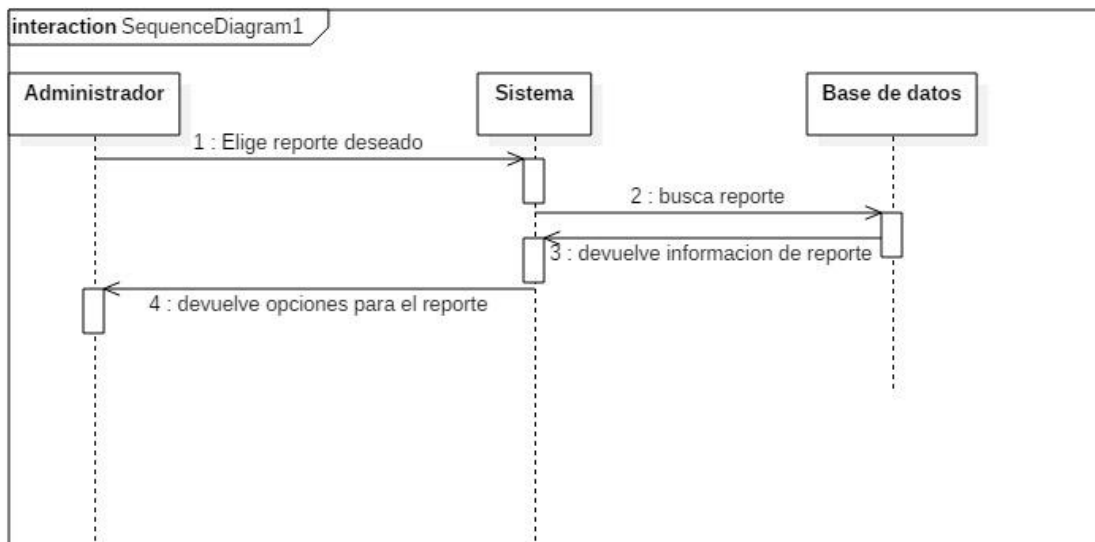 interaction SequenceDiagram1
Administrador
Sistema
Base de datos
1 : Elige reporte deseado
2 : busca reporte
3 : devuelve informacion de reporte
4 : devuelve opciones para el reporte